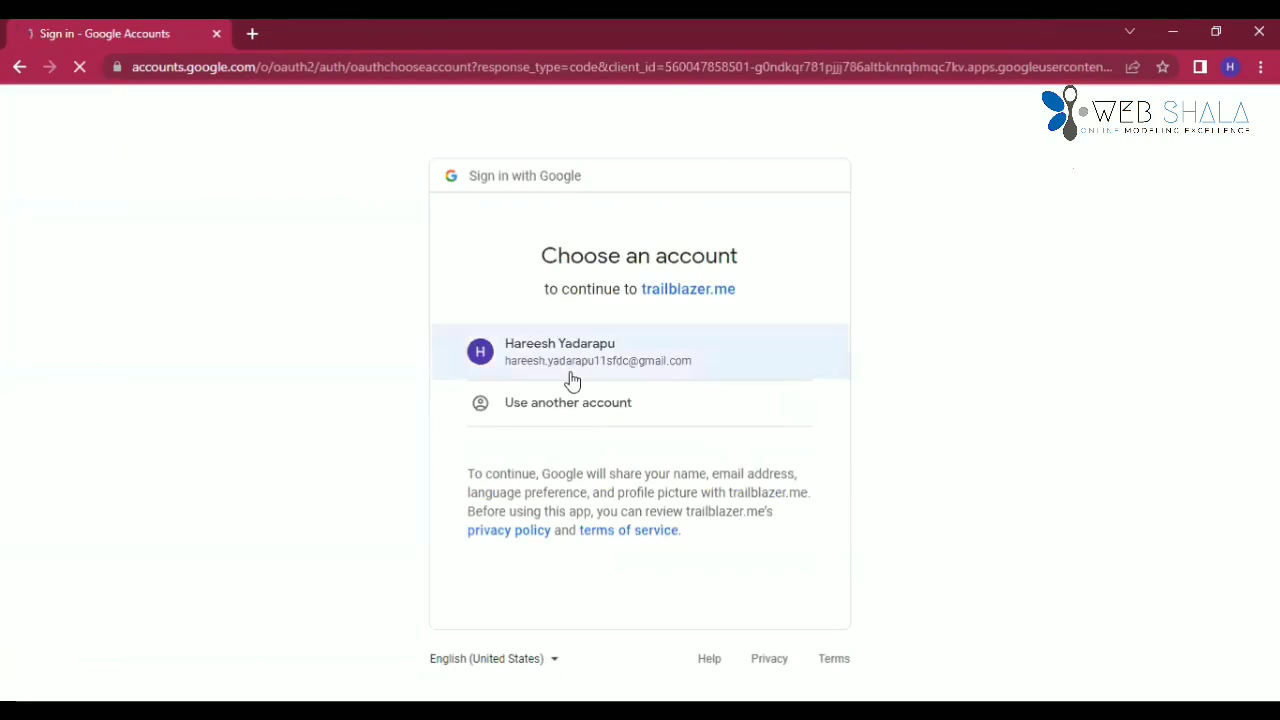 Sign in - Google Accounts
accounts.google.com/o/oauth2/auth/oauthchooseaccount?response_type=code&client_id=560047858501-g0ndkqr781pjjj786altbknrqhmqc7kv.apps.googleuserconten...
H
WEB SHALA
ONLINE MODELING EXCELLENCE
G Sign in with Google
Choose an account
to continue to trailblazer.me
H
Hareesh Yadarapu
hareesh.yadarapu11sfdc@gmail.com
Use another account
To continue, Google will share your name, email address,
language preference, and profile picture with trailblazer.me.
Before using this app, you can review trailblazer.me's
privacy policy and terms of service.
English (United States)
Help Privacy Terms